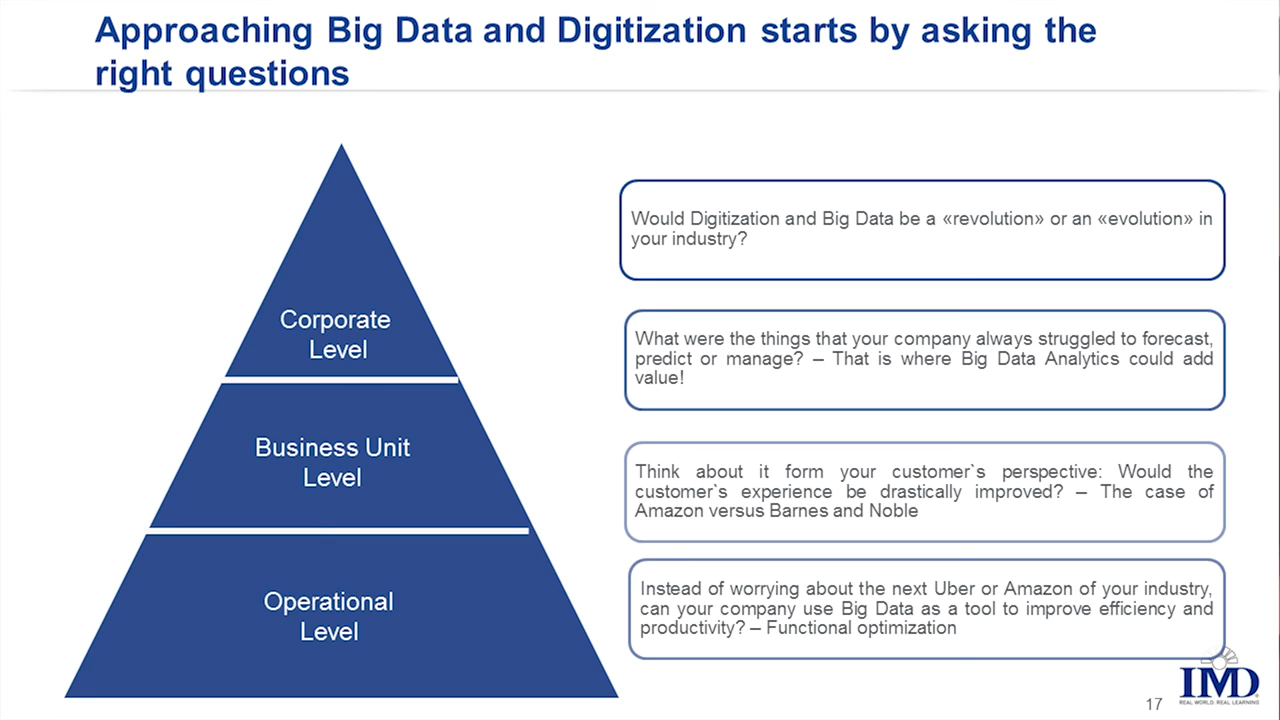 Approaching Big Data and Digitization starts by asking the
right questions
Corporate
Level
Business Unit
Level
Operational
Level
Would Digitization and Big Data be a «revolution» or an «evolution» in
your industry?
What were the things that your company always struggled to forecast,
predict or manage? – That is where Big Data Analytics could add
value!
Think about it form your customer`s perspective: Would the
customer`s experience be drastically improved? – The case of
Amazon versus Barnes and Noble
Instead of worrying about the next Uber or Amazon of your industry,
can your company use Big Data as a tool to improve efficiency and
productivity? – Functional optimization
IMD
REAL WORLD. REAL LEARNING
17